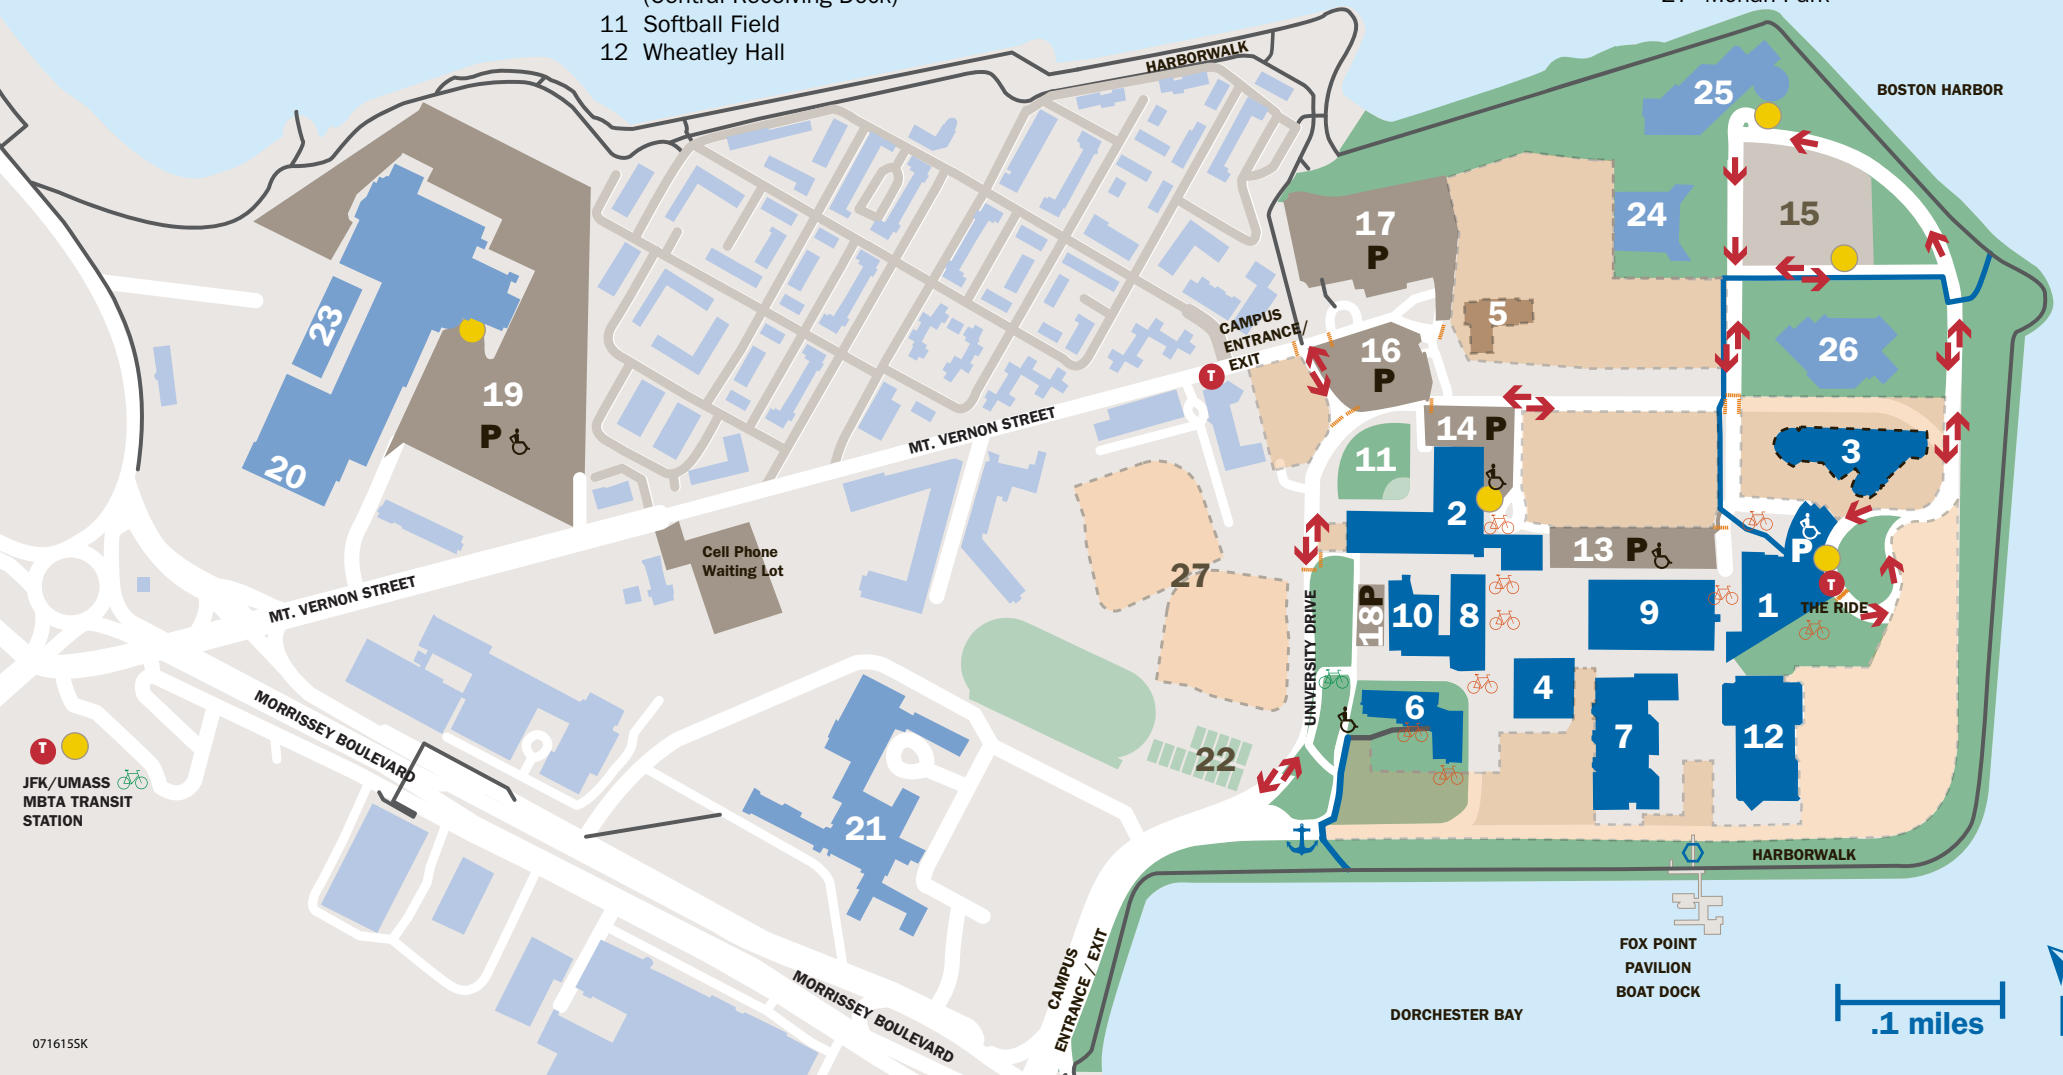 (Central Receiving Dock)
11 Softball Field
12 Wheatley Hall
HARBORWALK
BOSTON HARBOR
25
24
15
17
P
5
26
CAMPUS
ENTRANCE/
EXIT
T
16
P
23
19
P
20
MT. VERNON STREET
14 P
11
2
3
P
13 P
Cell Phone
Waiting Lot
27
T
THE RIDE
1
MT. VERNON STREET
UNIVERSITY DRIVE
18 P
10
8
9
4
6
7
12
MORRISSEY BOULEVARD
T
JFK/UMASS
MBTA TRANSIT
STATION
22
21
HARBORWALK
FOX POINT
PAVILION
BOAT DOCK
CAMPUS
ENTRANCE / EXIT
MORRISSEY BOULEVARD
DORCHESTER BAY
.1 miles
071615SK